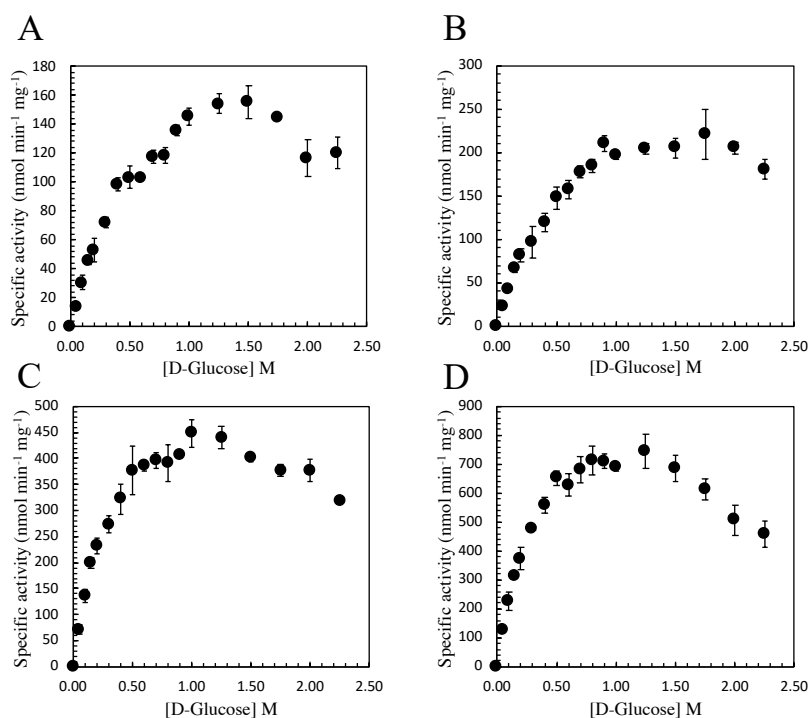 A
B
Specific activity (nmol min⁻¹ mg⁻¹)
180
160
140
120
100
80
60
40
20
0
0.00 0.50 1.00 1.50 2.00 2.50
[D-Glucose] M
Specific activity (nmol min⁻¹ mg⁻¹)
300
250
200
150
100
50
0
0.00 0.50 1.00 1.50 2.00 2.50
[D-Glucose] M
C
D
Specific activity (nmol min⁻¹ mg⁻¹)
500
450
400
350
300
250
200
150
100
50
0
0.00 0.50 1.00 1.50 2.00 2.50
[D-Glucose] M
Specific activity (nmol min⁻¹ mg⁻¹)
900
800
700
600
500
400
300
200
100
0
0.00 0.50 1.00 1.50 2.00 2.50
[D-Glucose] M